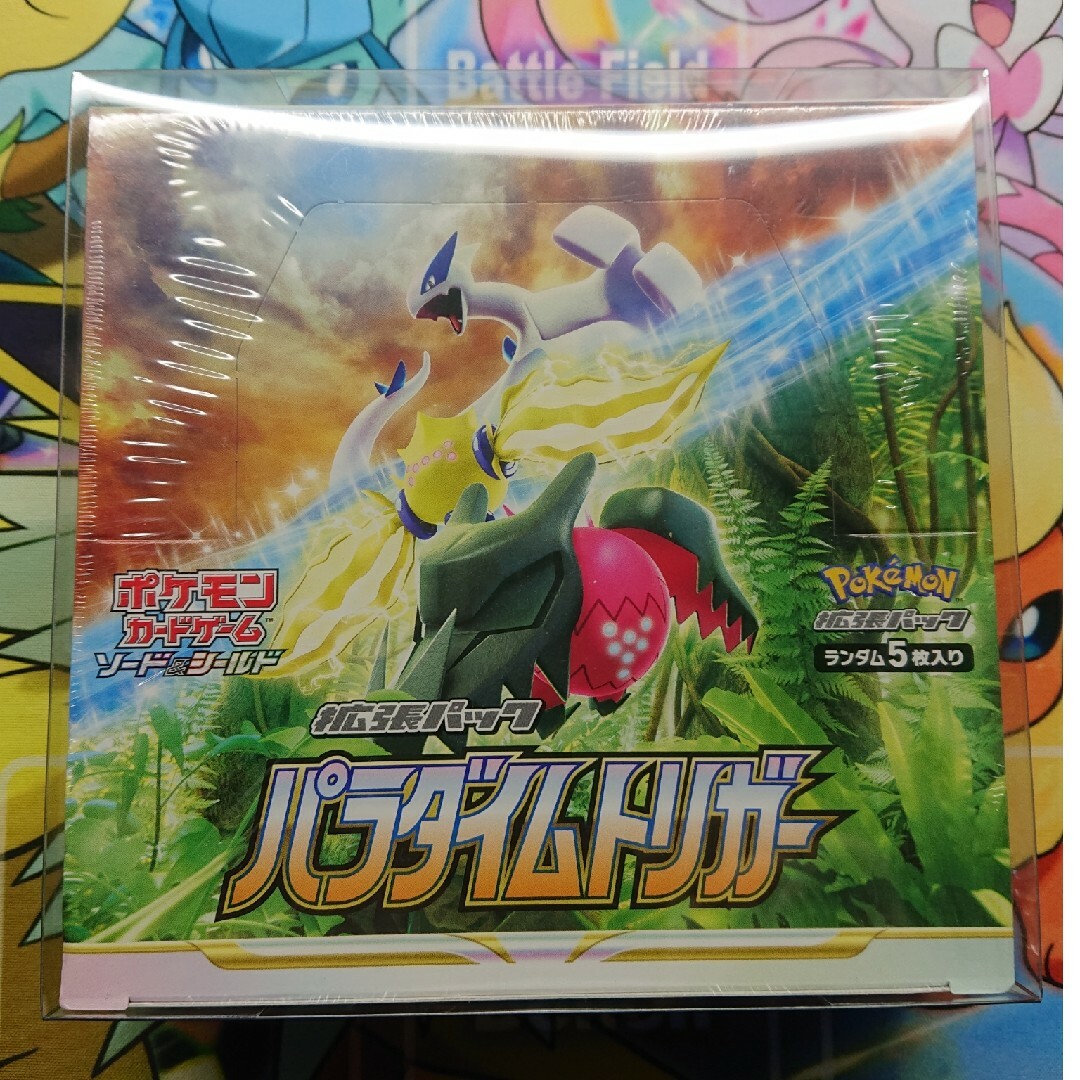 Battle Field
ポケモン
カードゲーム™
ソード&シールド
Pokémon
拡張パック
ランダム5枚入り
拡張パック
パラダイムトリガー